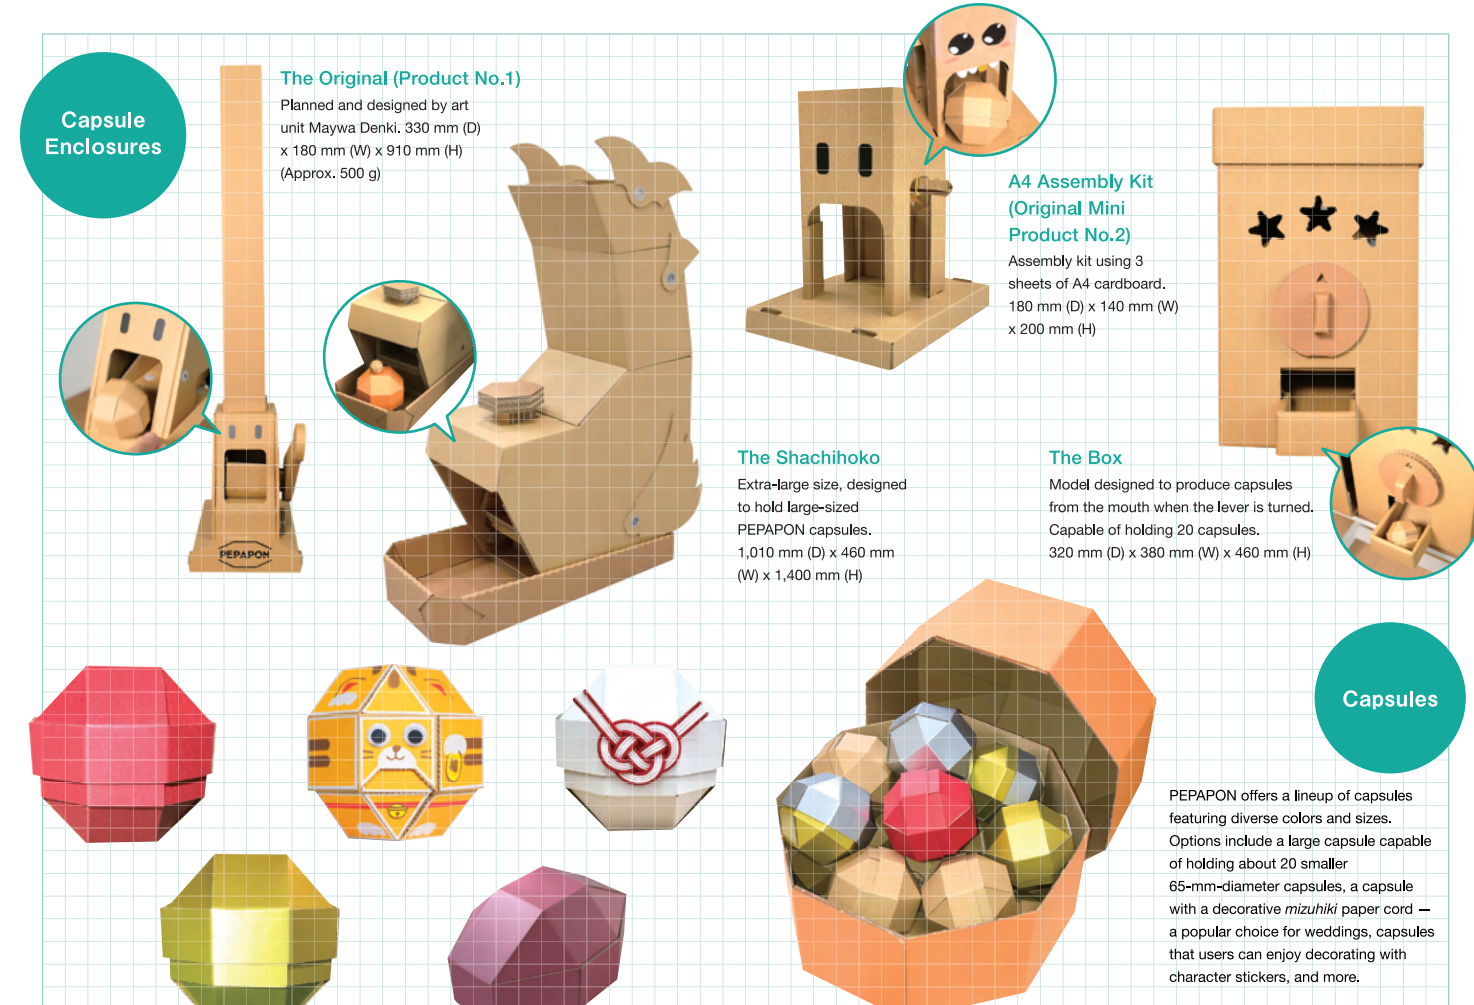 Capsule
Enclosures
The Original (Product No.1)
Planned and designed by art
unit Maywa Denki. 330 mm (D)
x 180 mm (W) x 910 mm (H)
(Approx. 500 g)
A4 Assembly Kit
(Original Mini
Product No.2)
Assembly kit using 3
sheets of A4 cardboard.
180 mm (D) x 140 mm (W)
x 200 mm (H)
The Shachihoko
Extra-large size, designed
to hold large-sized
PEPAPON capsules.
1,010 mm (D) x 460 mm
(W) x 1,400 mm (H)
The Box
Model designed to produce capsules
from the mouth when the lever is turned.
Capable of holding 20 capsules.
320 mm (D) x 380 mm (W) x 460 mm (H)
PEPAPON
Capsules
PEPAPON offers a lineup of capsules
featuring diverse colors and sizes.
Options include a large capsule capable
of holding about 20 smaller
65-mm-diameter capsules, a capsule
with a decorative mizuhiki paper cord —
a popular choice for weddings, capsules
that users can enjoy decorating with
character stickers, and more.